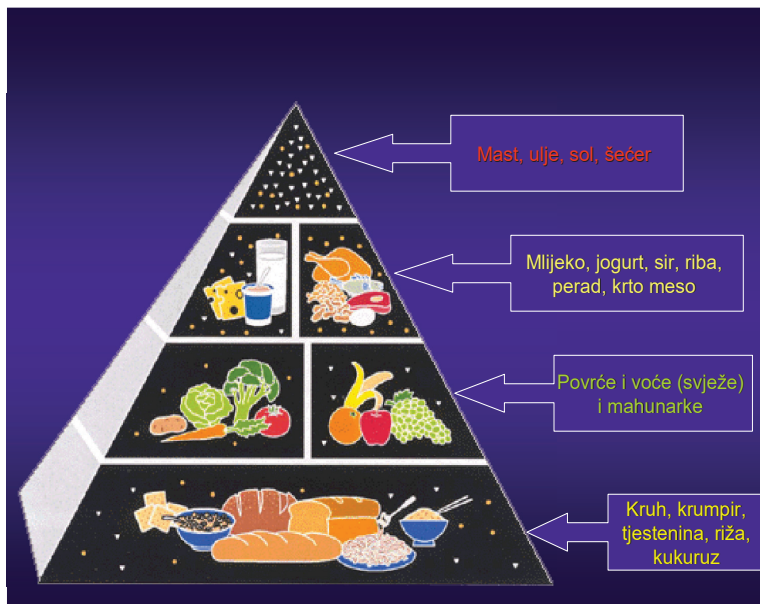 Mast, ulje, sol, šećer
Mlijeko, jogurt, sir, riba,
perad, krto meso
Povrće i voće (svježe)
i mahunarke
Kruh, krumpir,
tjestenina, riža,
kukuruz